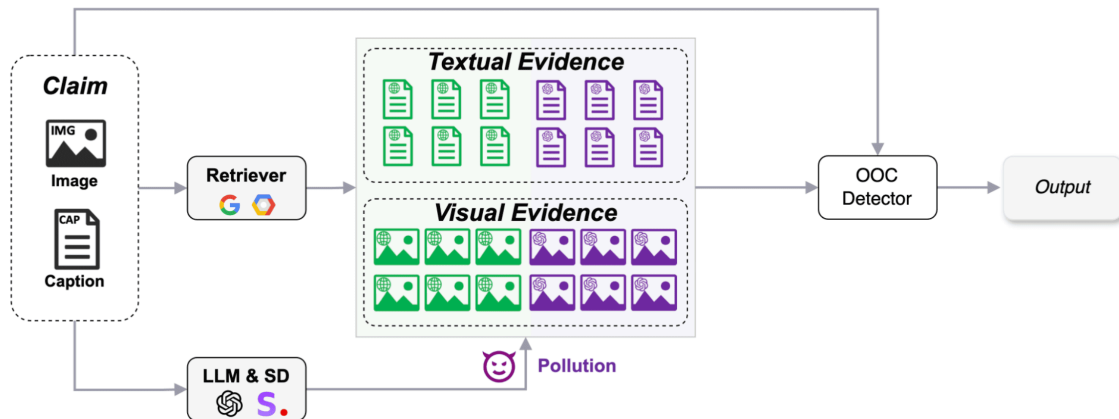 Claim
IMG
Image
CAP
Caption
Retriever
LLM & SD
S.
Textual Evidence
Visual Evidence
Pollution
OOC
Detector
Output